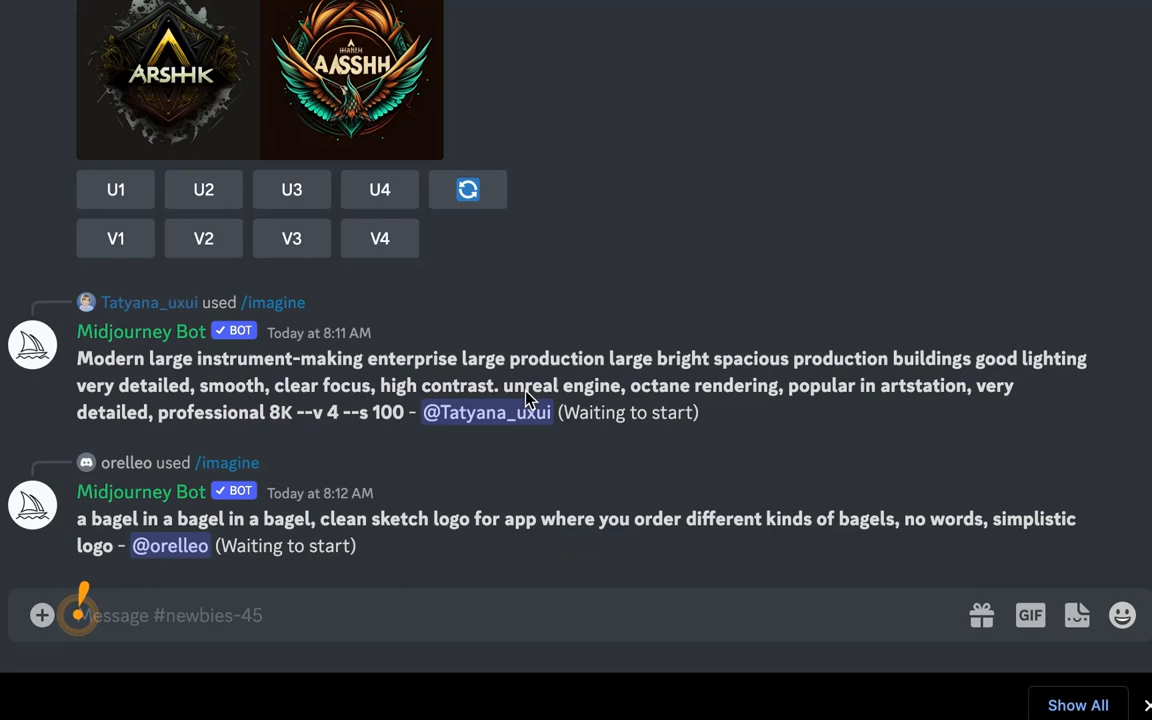 ARSHHK
AASSHH
U1 U2 U3 U4
V1 V2 V3 V4
Tatyana_uxui used /imagine
Midjourney Bot ✓ BOT Today at 8:11 AM
Modern large instrument-making enterprise large production large bright spacious production buildings good lighting
very detailed, smooth, clear focus, high contrast. unreal engine, octane rendering, popular in artstation, very
detailed, professional 8K --v 4 --s 100 - @Tatyana_uxui (Waiting to start)
orelleo used /imagine
Midjourney Bot ✓ BOT Today at 8:12 AM
a bagel in a bagel in a bagel, clean sketch logo for app where you order different kinds of bagels, no words, simplistic
logo - @orelleo (Waiting to start)
Message #newbies-45
GIF
Show All